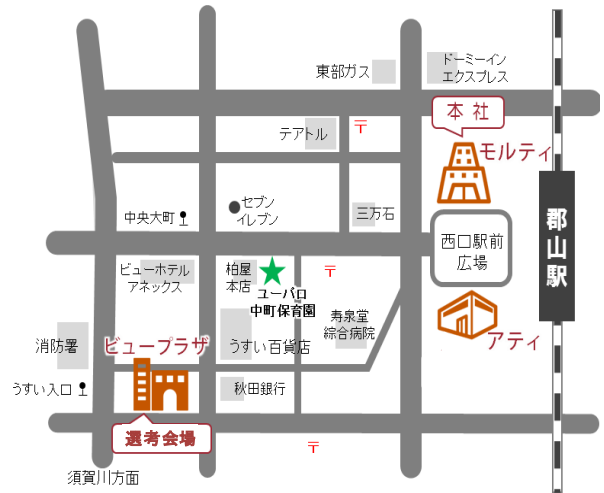 東部ガス
ドーミーイン
エクスプレス
本社
テアトル
〒
モルティ
セブン
イレブン
三万石
中央大町
西口駅前
広場
郡山駅
ビューホテル
アネックス
柏屋
本店
〒
ユーパロ
中町保育園
寿泉堂
綜合病院
消防署
ビュープラザ
うすい百貨店
アティ
うすい入口
秋田銀行
選考会場
〒
須賀川方面